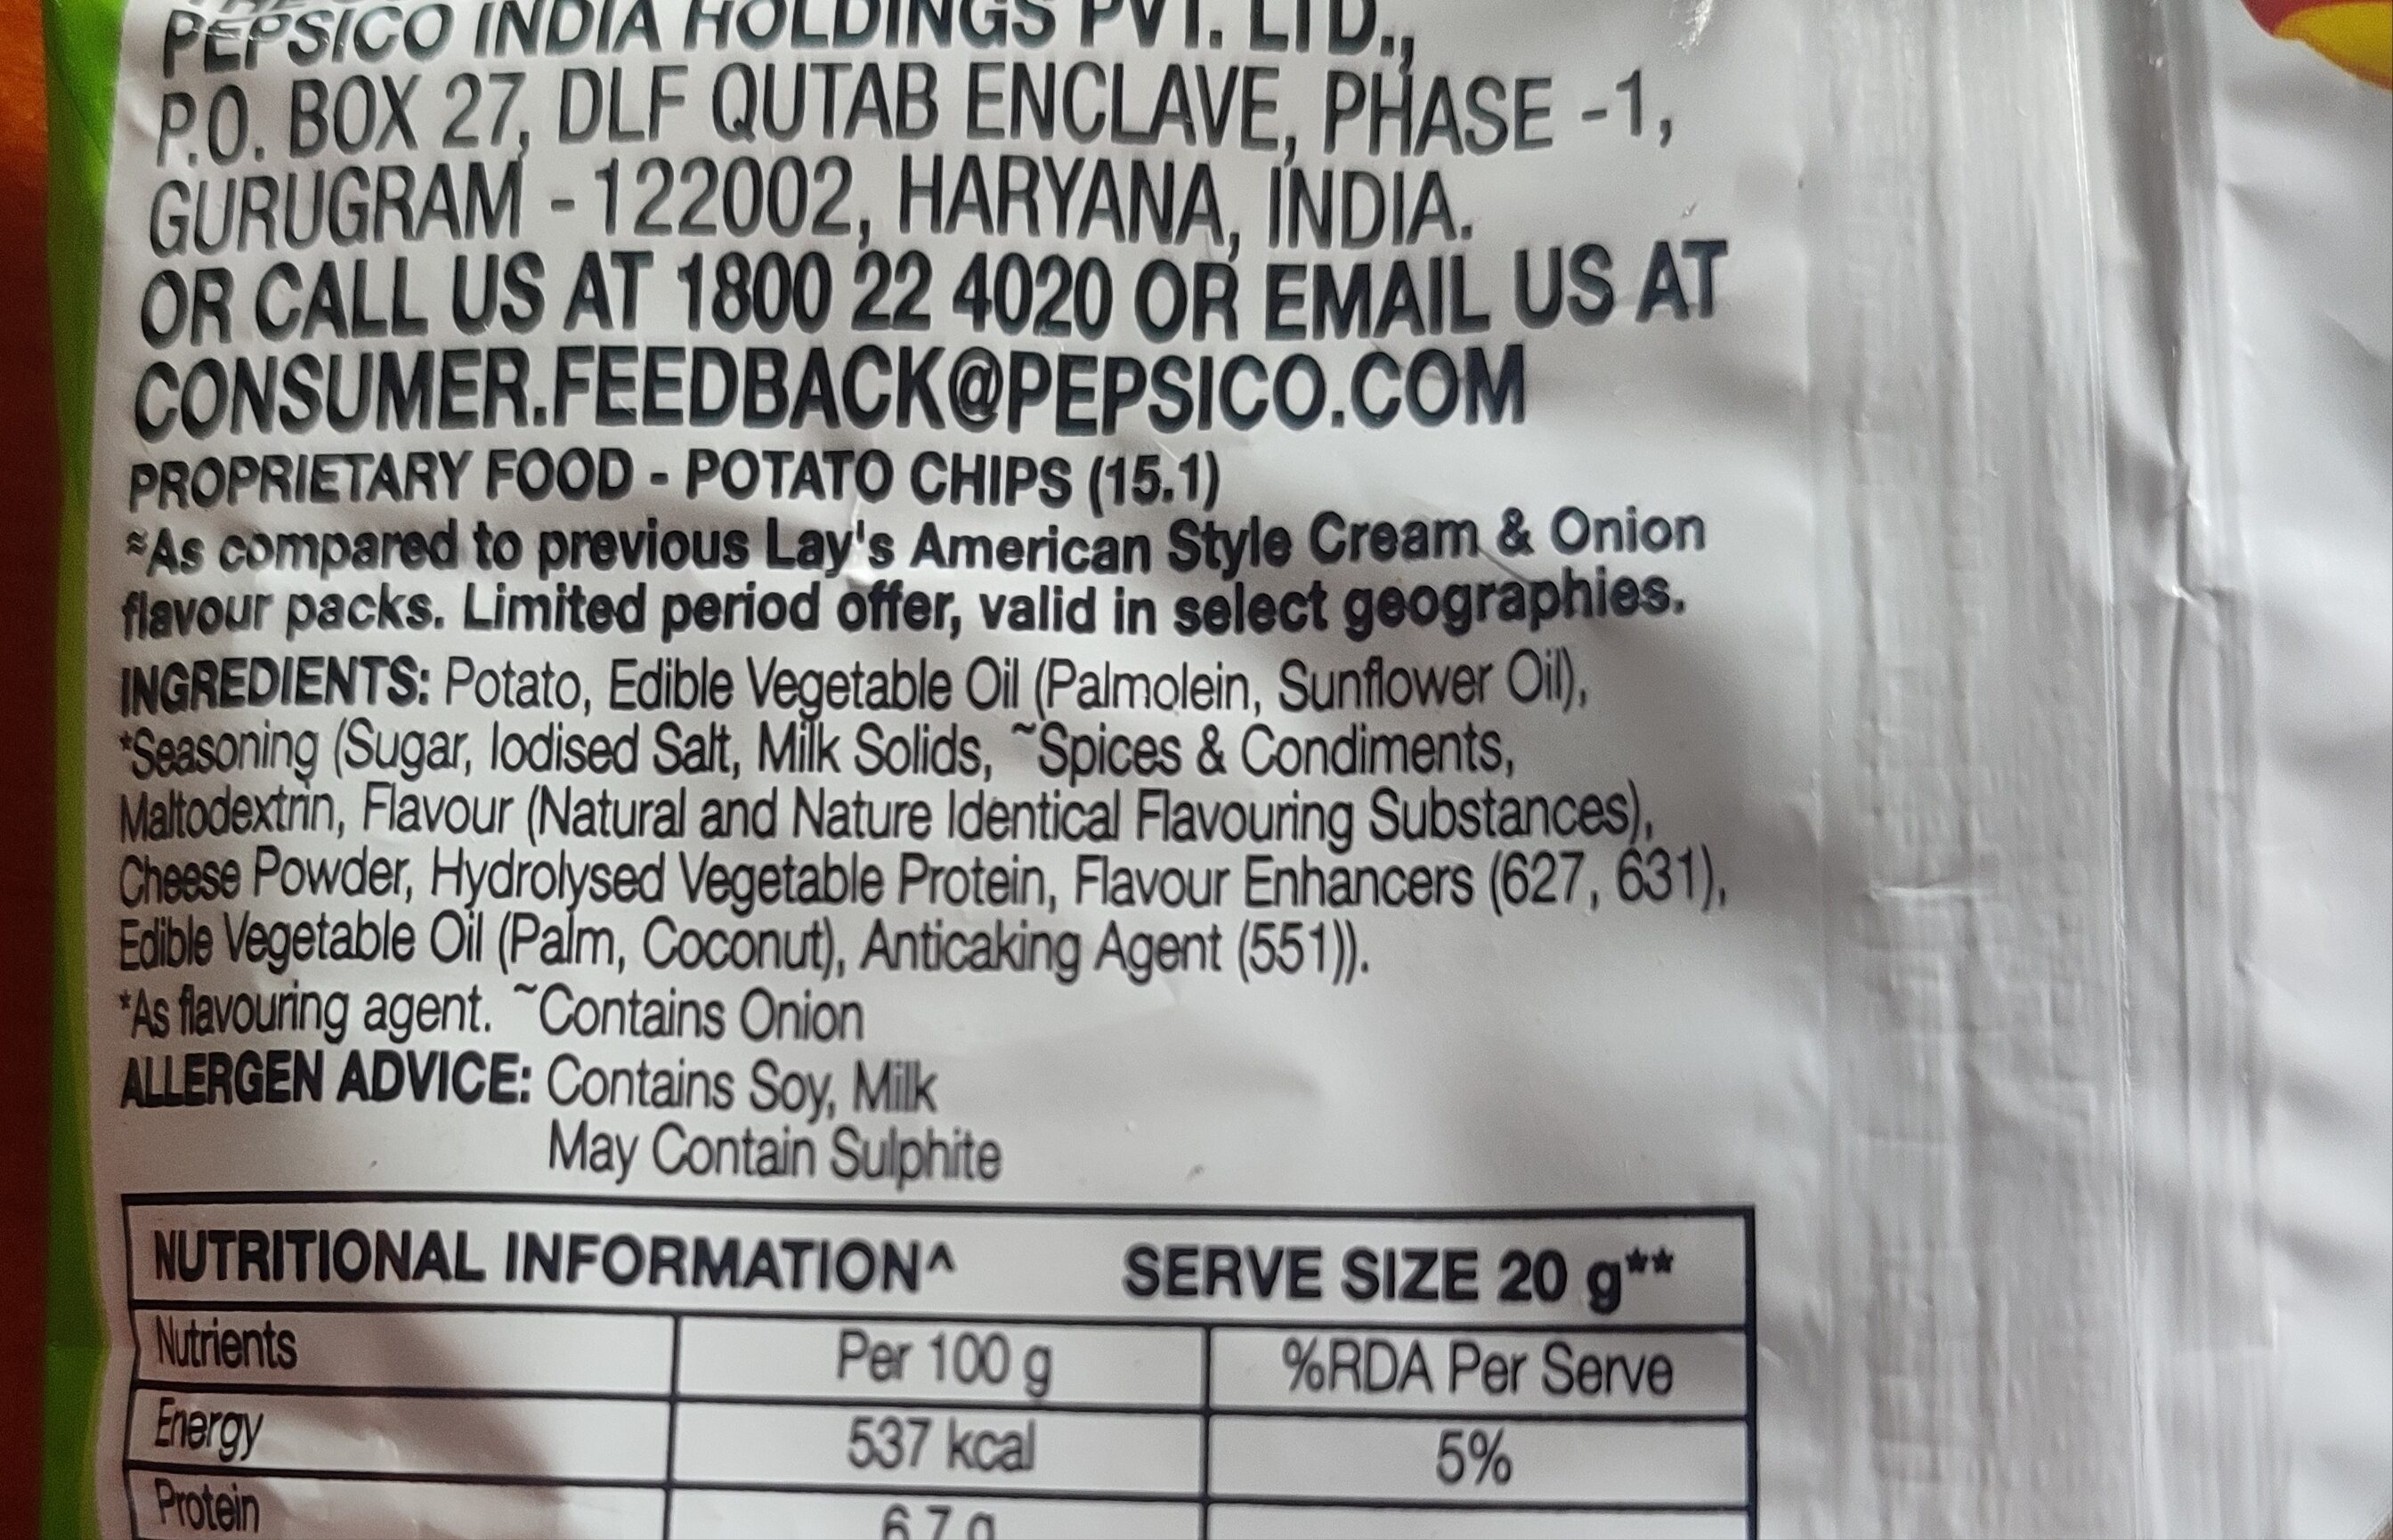 PEPSICO INDIA HOLDINGS PVT. LTD.,
P.O. BOX 27, DLF QUTAB ENCLAVE, PHASE -1,
GURUGRAM - 122002, HARYANA, INDIA.
OR CALL US AT 1800 22 4020 OR EMAIL US AT
CONSUMER.FEEDBACK@PEPSICO.COM
PROPRIETARY FOOD - POTATO CHIPS (15.1)
≈As compared to previous Lay's American Style Cream & Onion
flavour packs. Limited period offer, valid in select geographies.
INGREDIENTS: Potato, Edible Vegetable Oil (Palmolein, Sunflower Oil),
*Seasoning (Sugar, Iodised Salt, Milk Solids, ~Spices & Condiments,
Maltodextrin, Flavour (Natural and Nature Identical Flavouring Substances),
Cheese Powder, Hydrolysed Vegetable Protein, Flavour Enhancers (627, 631),
Edible Vegetable Oil (Palm, Coconut), Anticaking Agent (551)).
*As flavouring agent. ~Contains Onion
ALLERGEN ADVICE: Contains Soy, Milk
May Contain Sulphite
NUTRITIONAL INFORMATION^ SERVE SIZE 20 g**
Nutrients Per 100 g %RDA Per Serve
Energy 537 kcal 5%
Protein 6.7 g